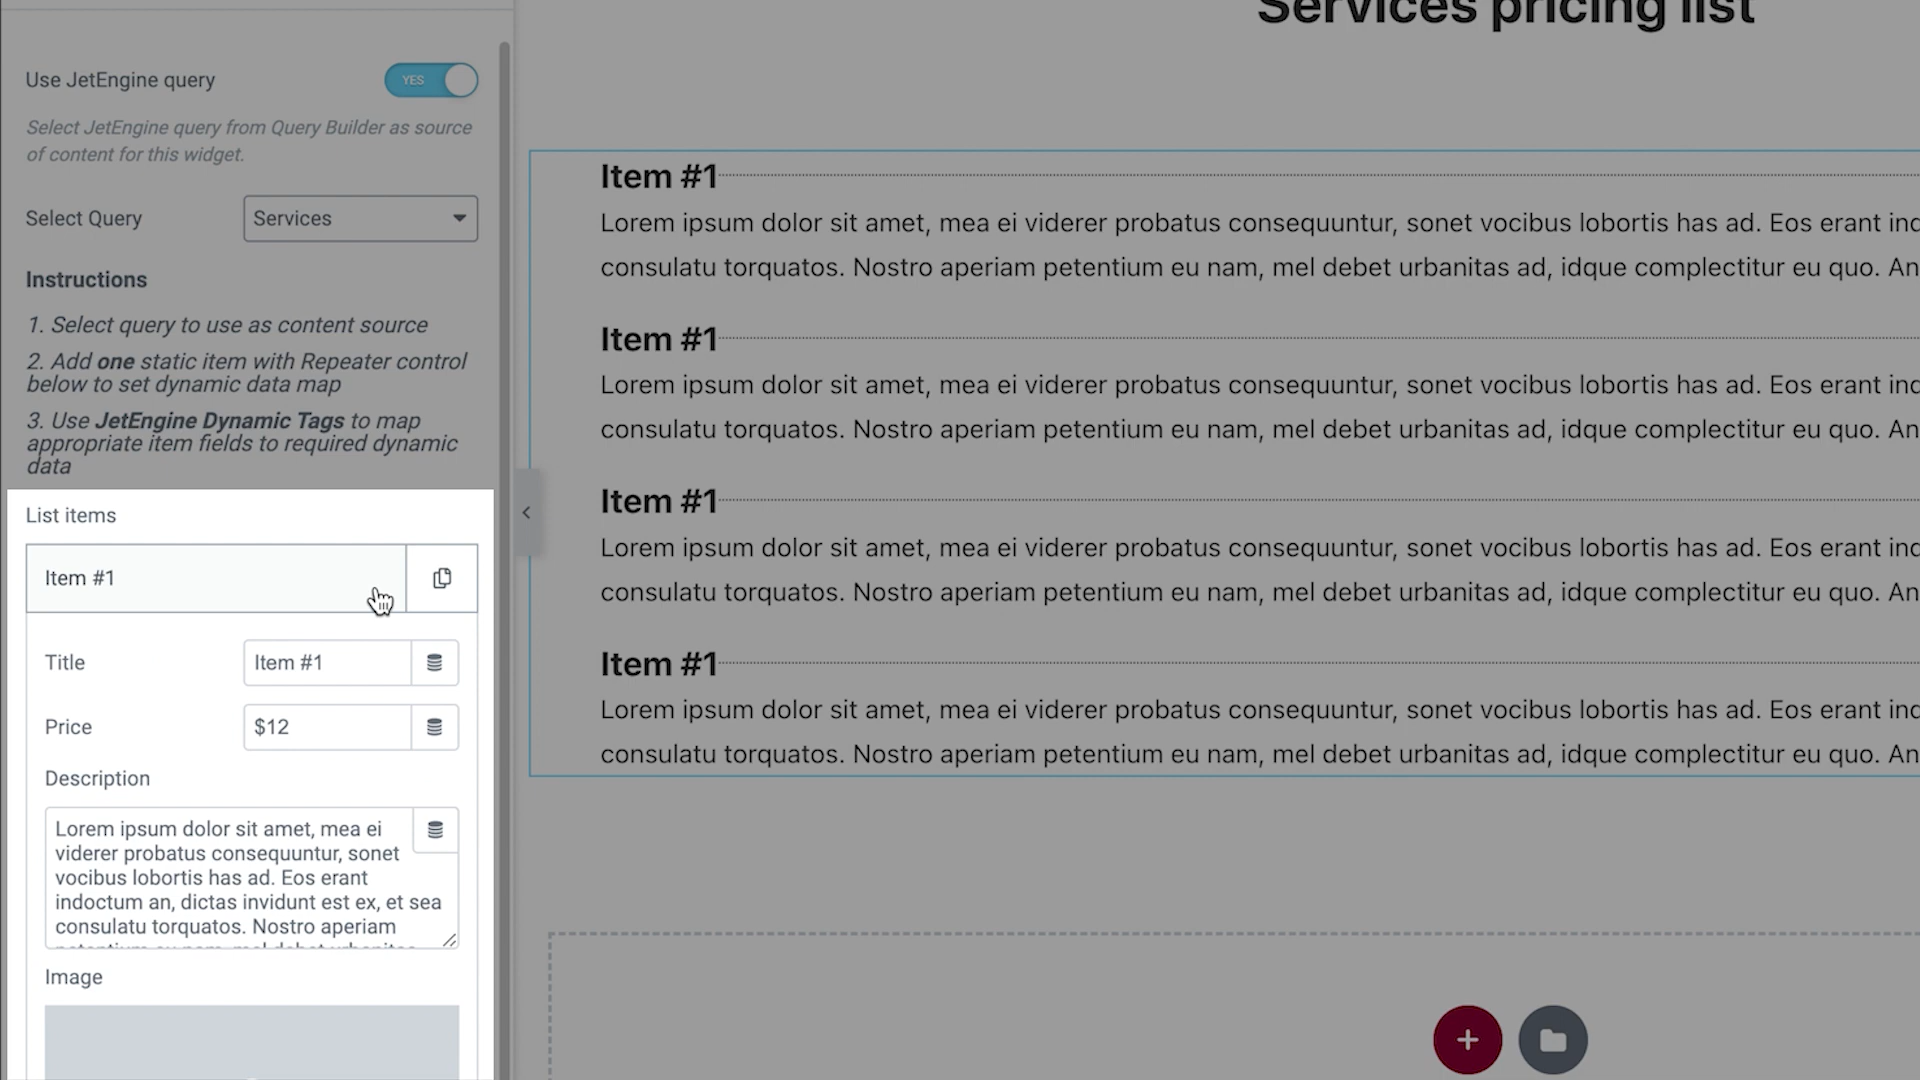 Services pricing list
Use JetEngine query
YES
Select JetEngine query from Query Builder as source
of content for this widget.
Select Query
Services
Instructions
1. Select query to use as content source
2. Add one static item with Repeater control
below to set dynamic data map
3. Use JetEngine Dynamic Tags to map
appropriate item fields to required dynamic
data
List items
Item #1
Title
Item #1
Price
$12
Description
Lorem ipsum dolor sit amet, mea ei
viderer probatus consequuntur, sonet
vocibus lobortis has ad. Eos erant
indoctum an, dictas invidunt est ex, et sea
consulatu torquatos. Nostro aperiam
Image
Item #1
Lorem ipsum dolor sit amet, mea ei viderer probatus consequuntur, sonet vocibus lobortis has ad. Eos erant
consulatu torquatos. Nostro aperiam petentium eu nam, mel debet urbanitas ad, idque complectitur eu quo. An
Item #1
Lorem ipsum dolor sit amet, mea ei viderer probatus consequuntur, sonet vocibus lobortis has ad. Eos erant
consulatu torquatos. Nostro aperiam petentium eu nam, mel debet urbanitas ad, idque complectitur eu quo. An
Item #1
Lorem ipsum dolor sit amet, mea ei viderer probatus consequuntur, sonet vocibus lobortis has ad. Eos erant
consulatu torquatos. Nostro aperiam petentium eu nam, mel debet urbanitas ad, idque complectitur eu quo. An
Item #1
Lorem ipsum dolor sit amet, mea ei viderer probatus consequuntur, sonet vocibus lobortis has ad. Eos erant
consulatu torquatos. Nostro aperiam petentium eu nam, mel debet urbanitas ad, idque complectitur eu quo. An